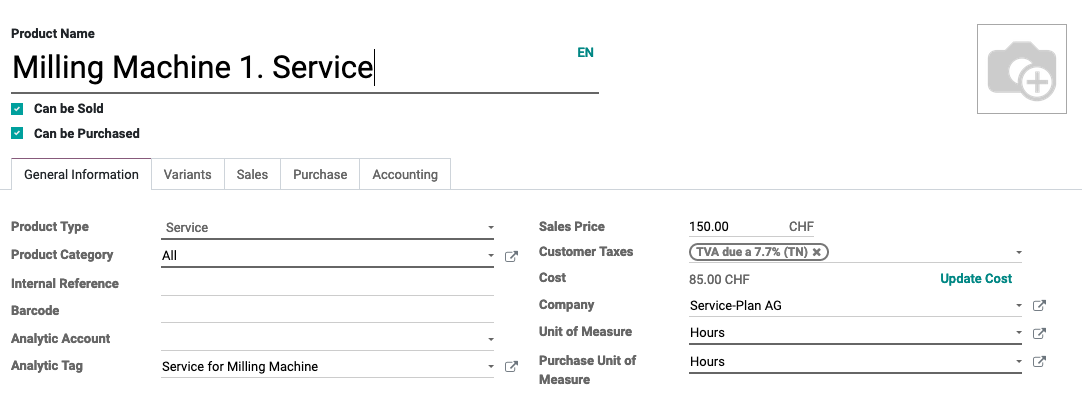 Product Name
Milling Machine 1. Service
EN
Can be Sold
Can be Purchased
General Information Variants Sales Purchase Accounting
Product Type Service
Product Category All
Internal Reference
Barcode
Analytic Account
Analytic Tag Service for Milling Machine
Sales Price 150.00 CHF
Customer Taxes TVA due a 7.7% (TN) ✖
Cost 85.00 CHF Update Cost
Company Service-Plan AG
Unit of Measure Hours
Purchase Unit of Hours
Measure